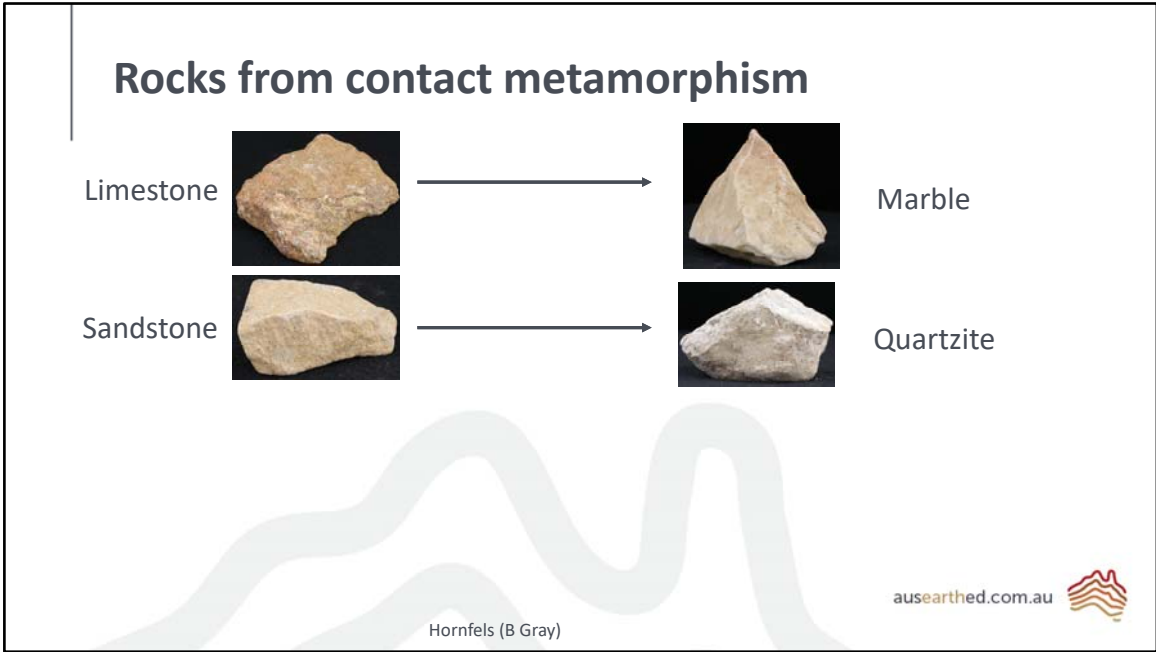 Rocks from contact metamorphism
Limestone
Marble
Sandstone
Quartzite
ausearthed.com.au
Hornfels (B Gray)